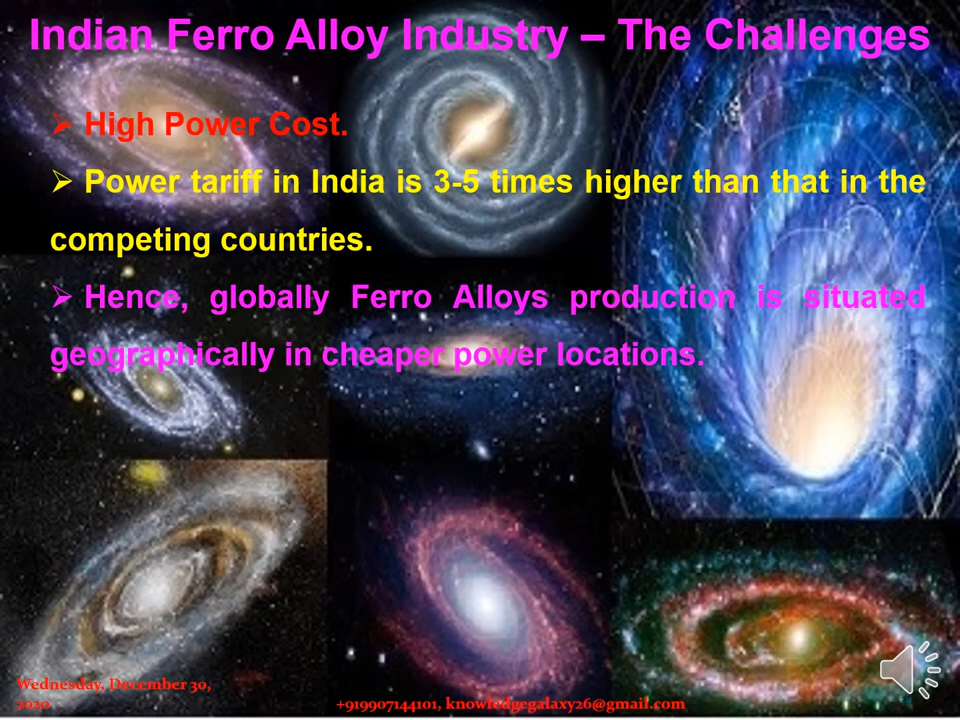 Indian Ferro Alloy Industry – The Challenges
➢ High Power Cost.
➢ Power tariff in India is 3-5 times higher than that in the
competing countries.
➢ Hence, globally Ferro Alloys production is situated
geographically in cheaper power locations.
Wednesday, December 30,
2020
+919907144101, knowledgegalaxy26@gmail.com